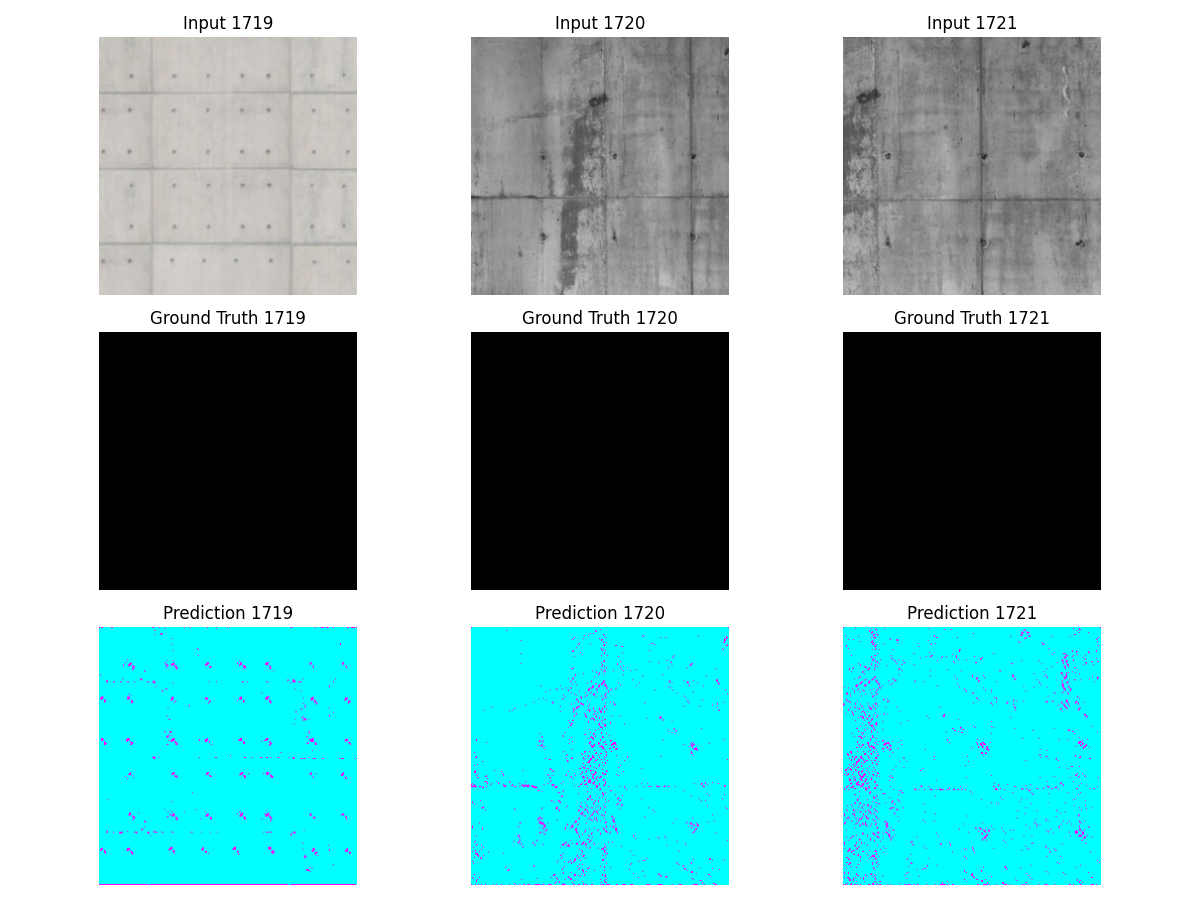 Input 1719
Input 1720
Input 1721
Ground Truth 1719
Ground Truth 1720
Ground Truth 1721
Prediction 1719
Prediction 1720
Prediction 1721